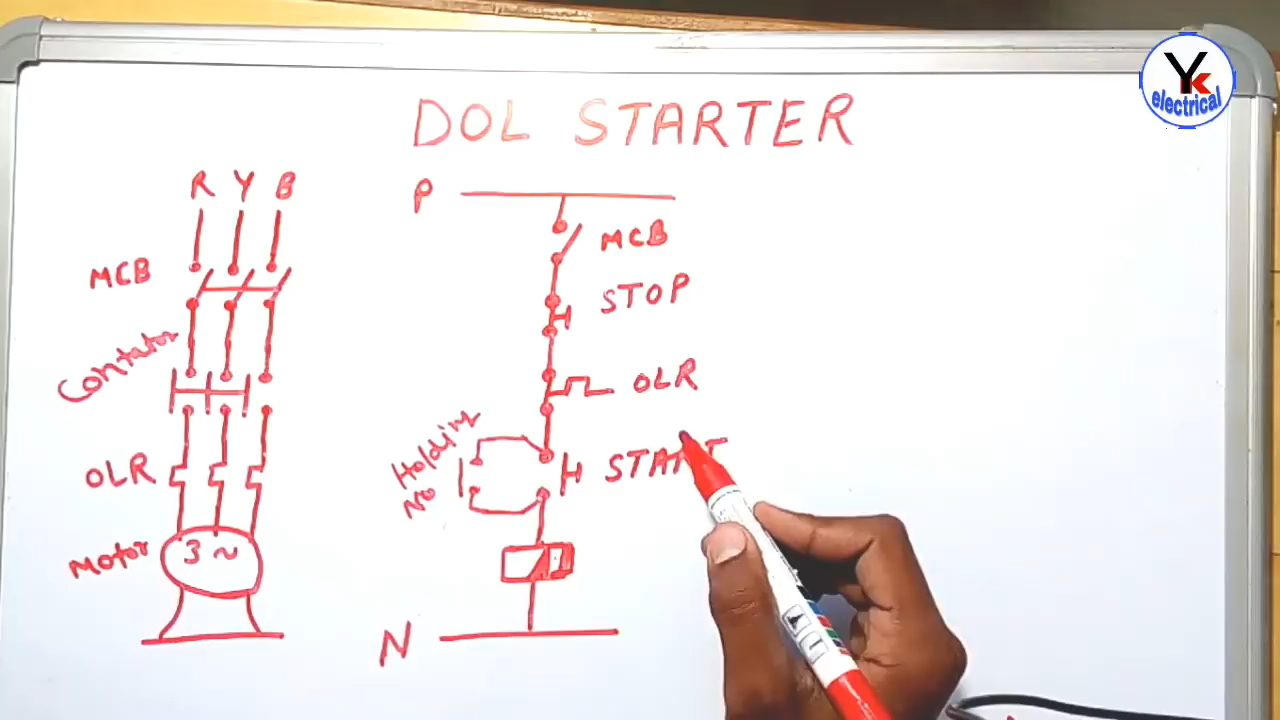 DOL STARTER
YK
electrical
R Y B
MCB
Contator
OLR
Motor
3 ~
P
MCB
STOP
OLR
Holding
NO
START
N